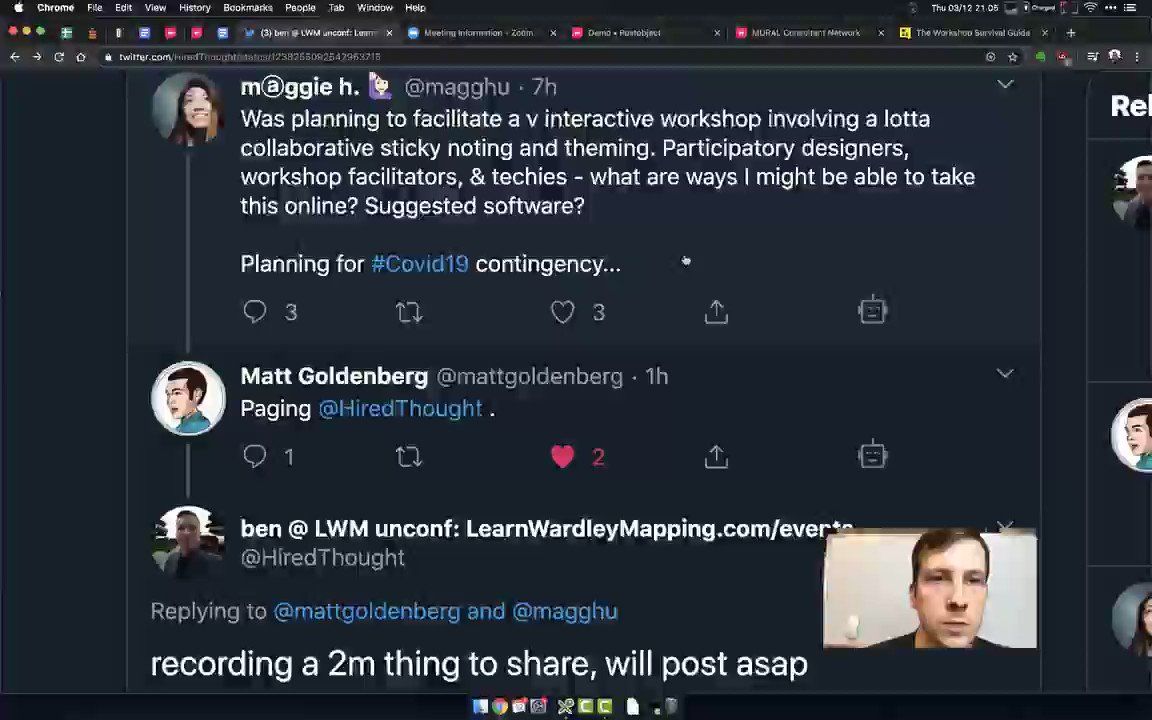 Chrome File Edit View History Bookmarks People Tab Window Help
Charged Thu 03/12 21:05
(3) ben @ LWM unconf: Learn
Meeting Information - Zoom
Demo • Postobject
MURAL Consultant Network
The Workshop Survival Guide
m@ggie h. 🙋🏻‍♀️ @magghu · 7h
Was planning to facilitate a v interactive workshop involving a lotta
collaborative sticky noting and theming. Participatory designers,
workshop facilitators, & techies - what are ways I might be able to take
this online? Suggested software?
Planning for #Covid19 contingency...
3 3
Matt Goldenberg @mattgoldenberg · 1h
Paging @HiredThought .
1 2
ben @ LWM unconf: LearnWardleyMapping.com/events
@HiredThought
Replying to @mattgoldenberg and @magghu
recording a 2m thing to share, will post asap
Rel